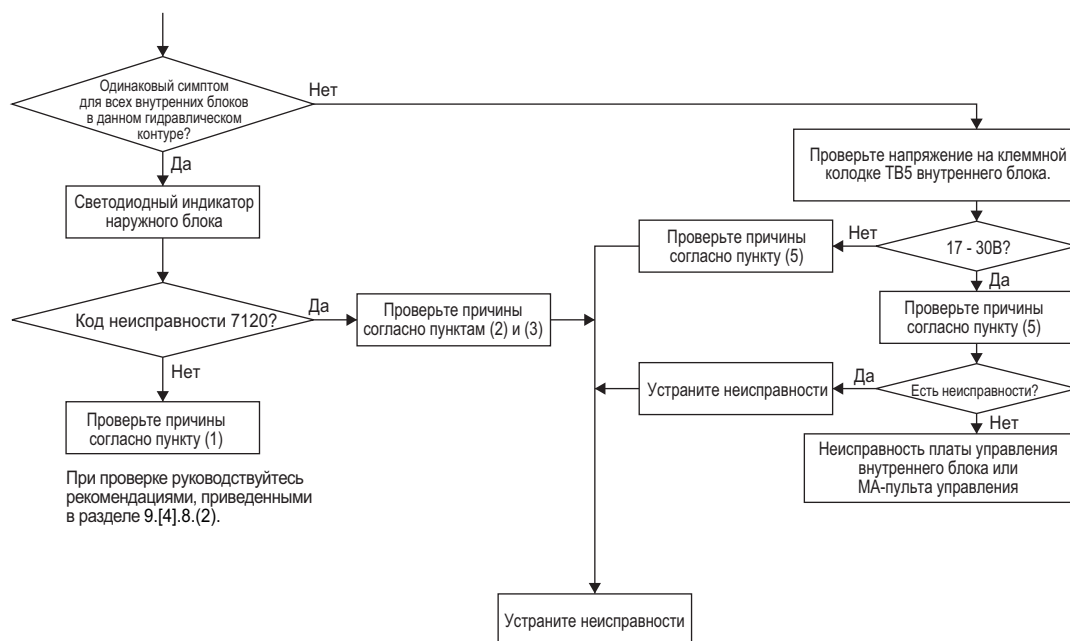 Одинаковый симптом
для всех внутренних блоков
в данном гидравлическом
контуре?
Нет
Да
Светодиодный индикатор
наружного блока
Код неисправности 7120?
Да
Проверьте причины
согласно пунктам (2) и (3)
Нет
Проверьте причины
согласно пункту (1)
При проверке руководствуйтесь
рекомендациями, приведенными
в разделе 9.[4].8.(2).
Проверьте напряжение на клеммной
колодке TB5 внутреннего блока.
17 - 30В?
Нет
Проверьте причины
согласно пункту (5)
Да
Проверьте причины
согласно пункту (5)
Есть неисправности?
Да
Устраните неисправности
Нет
Неисправность платы управления
внутреннего блока или
МА-пульта управления
Устраните неисправности